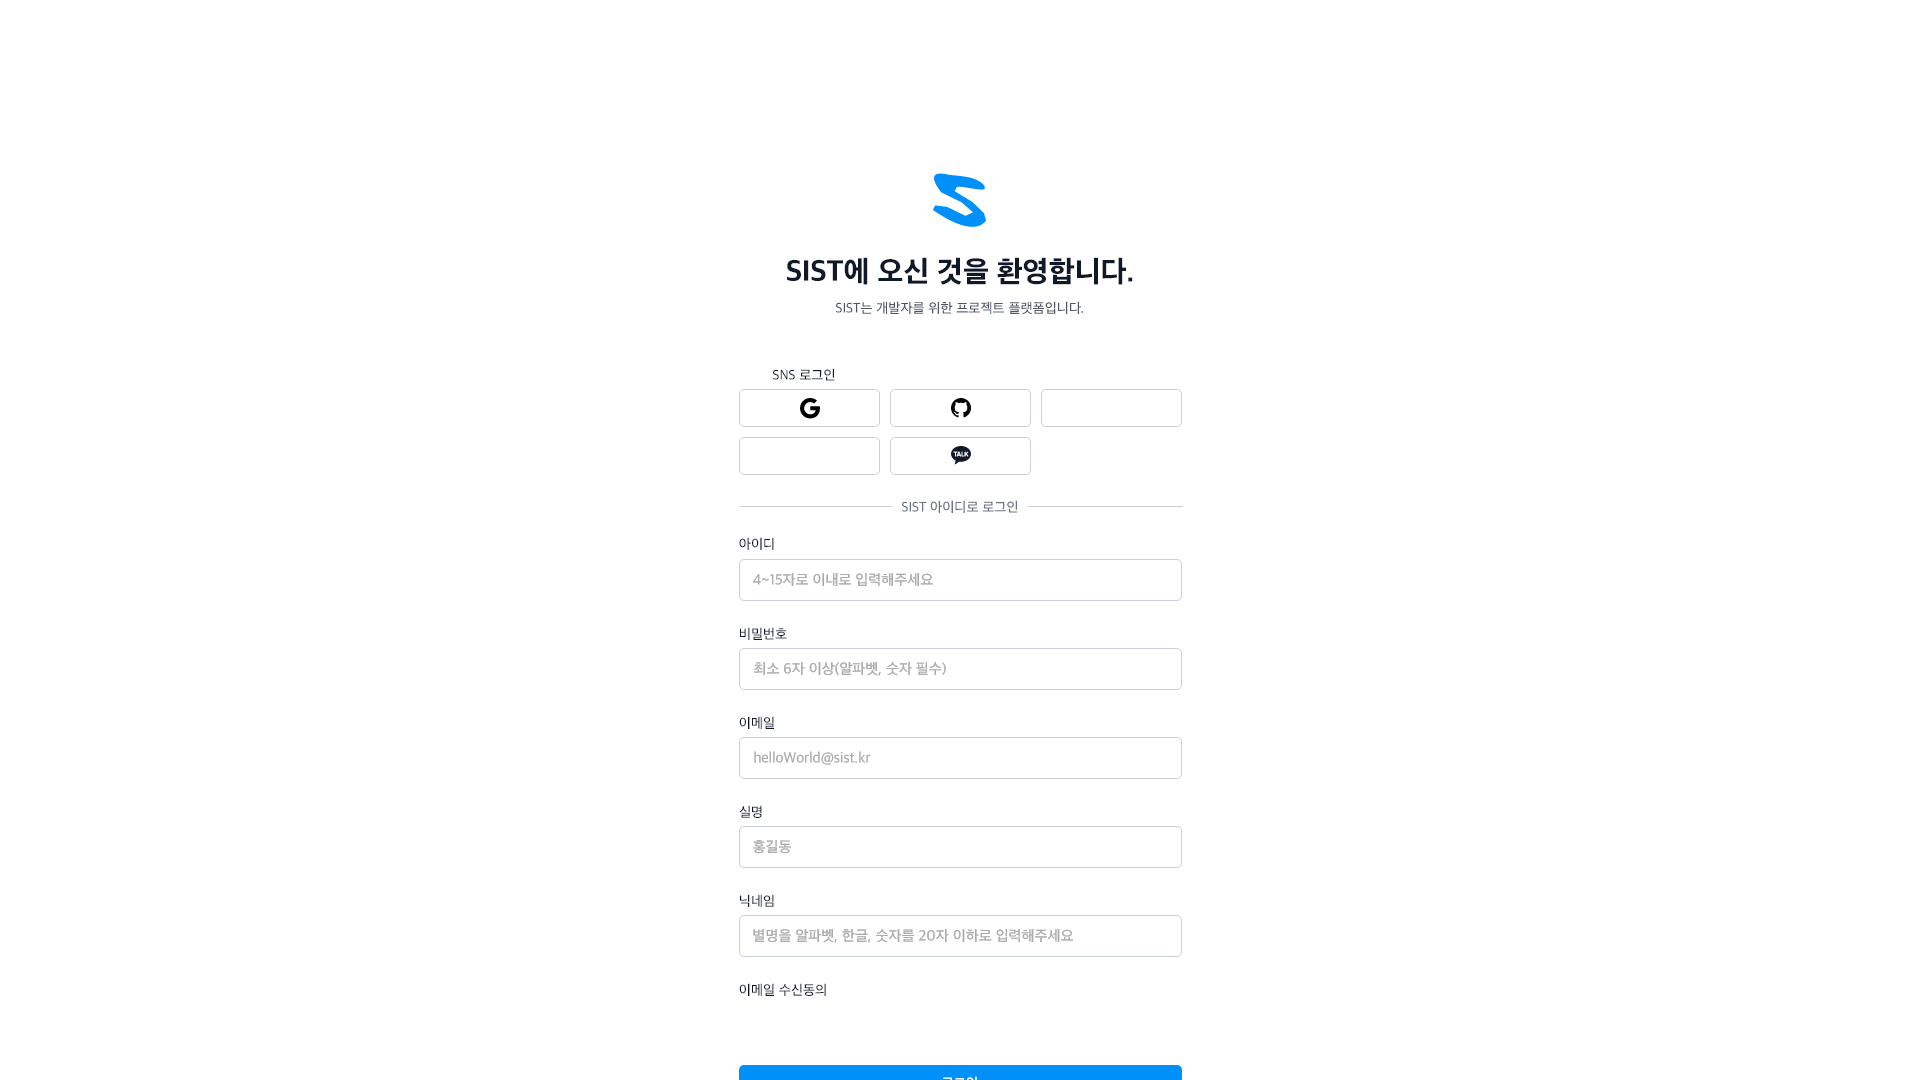 SIST에 오신 것을 환영합니다.
SIST는 개발자를 위한 프로젝트 플랫폼입니다.
SNS 로그인
TALK
SIST 아이디로 로그인
아이디
4~15자로 이내로 입력해주세요
비밀번호
최소 6자 이상(알파벳, 숫자 필수)
이메일
helloWorld@sist.kr
실명
홍길동
닉네임
별명을 알파벳, 한글, 숫자를 20자 이하로 입력해주세요
이메일 수신동의